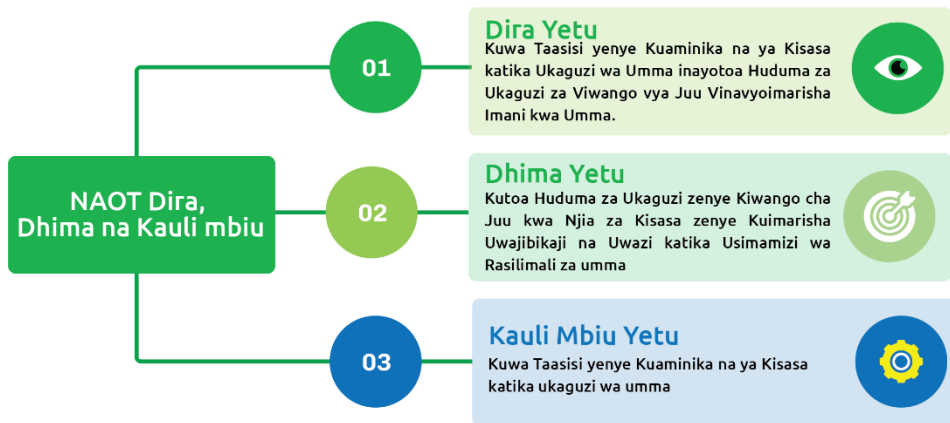 NAOT Dira,
Dhima na Kauli mbiu
01
Dira Yetu
Kuwa Taasisi yenye Kuaminika na ya Kisasa
katika Ukaguzi wa Umma inayotoa Huduma za
Ukaguzi za Viwango vya Juu Vinavyoimarisha
Imani kwa Umma.
02
Dhima Yetu
Kutoa Huduma za Ukaguzi zenye Kiwango cha
Juu kwa Njia za Kisasa zenye Kuimarisha
Uwajibikaji na Uwazi katika Usimamizi wa
Rasilimali za umma
03
Kauli Mbiu Yetu
Kuwa Taasisi yenye Kuaminika na ya Kisasa
katika ukaguzi wa umma